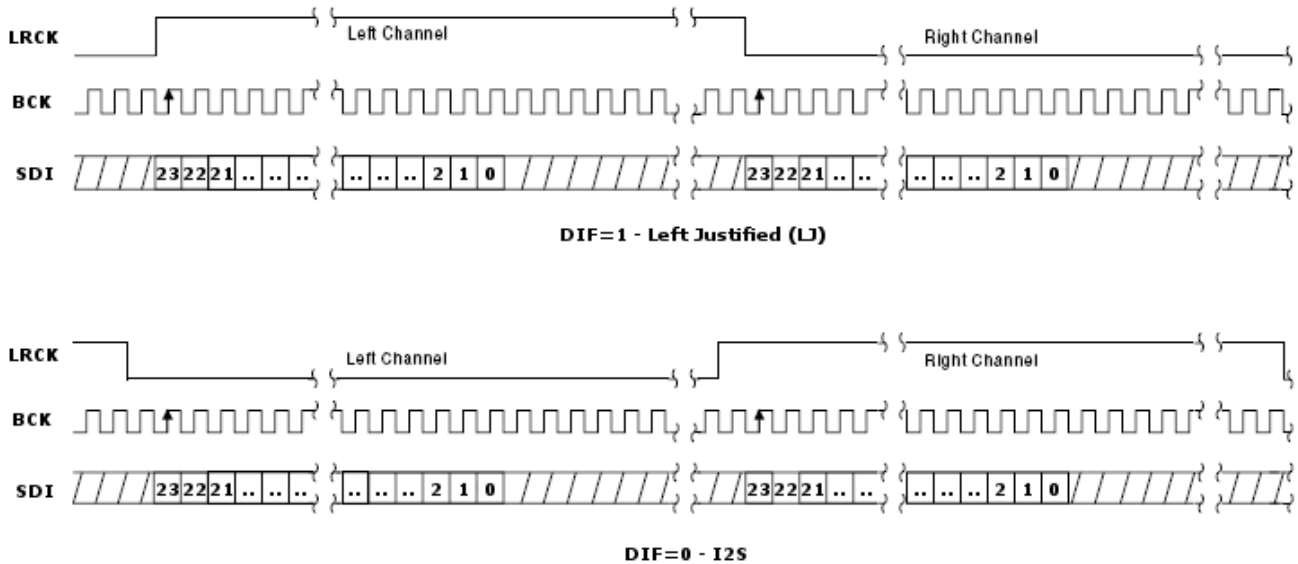 LRCK Left Channel Right Channel
BCK
SDI 23 22 21 .. .. .. .. .. .. 2 1 0 23 22 21 .. .. .. .. .. 2 1 0
DIF=1 - Left Justified (LJ)
LRCK Left Channel Right Channel
BCK
SDI 23 22 21 .. .. .. .. .. .. 2 1 0 23 22 21 .. .. .. .. .. 2 1 0
DIF=0 - I2S